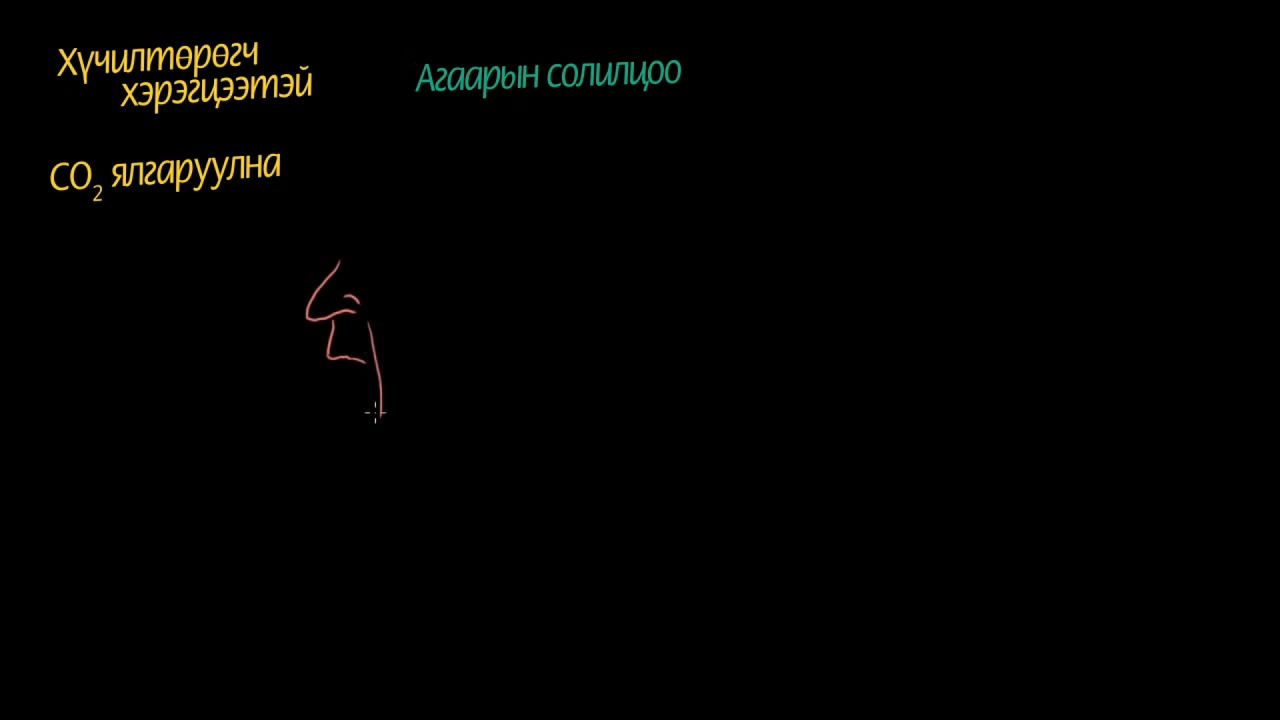 Хүчилтөрөгч
хэрэгцээтэй
Агаарын солилцоо
CO₂ ялгаруулна